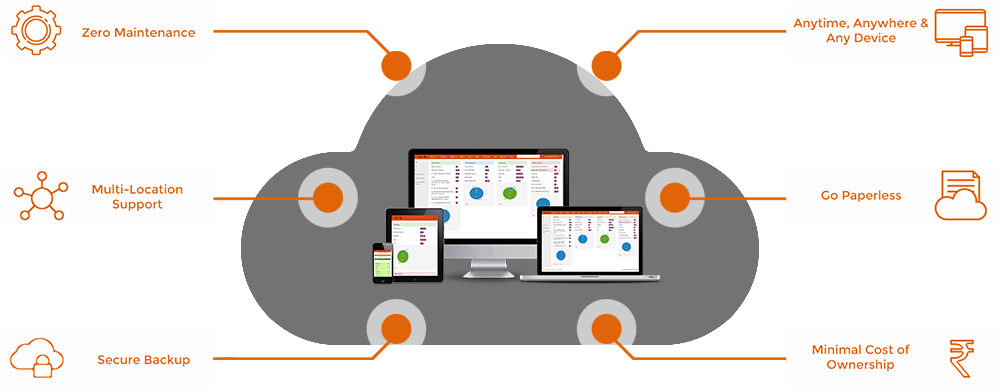 Zero Maintenance
Anytime, Anywhere &
Any Device
Multi-Location
Support
Go Paperless
Secure Backup
Minimal Cost of
Ownership